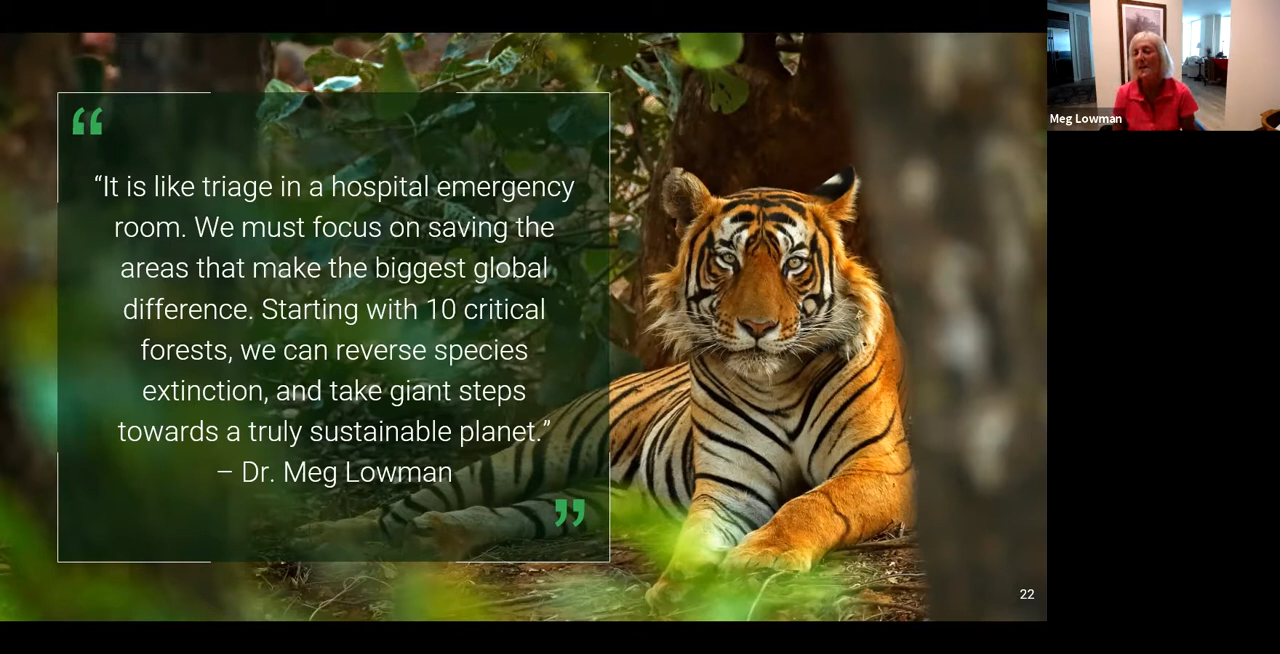 “
“It is like triage in a hospital emergency
room. We must focus on saving the
areas that make the biggest global
difference. Starting with 10 critical
forests, we can reverse species
extinction, and take giant steps
towards a truly sustainable planet.”
– Dr. Meg Lowman
”
22
Meg Lowman